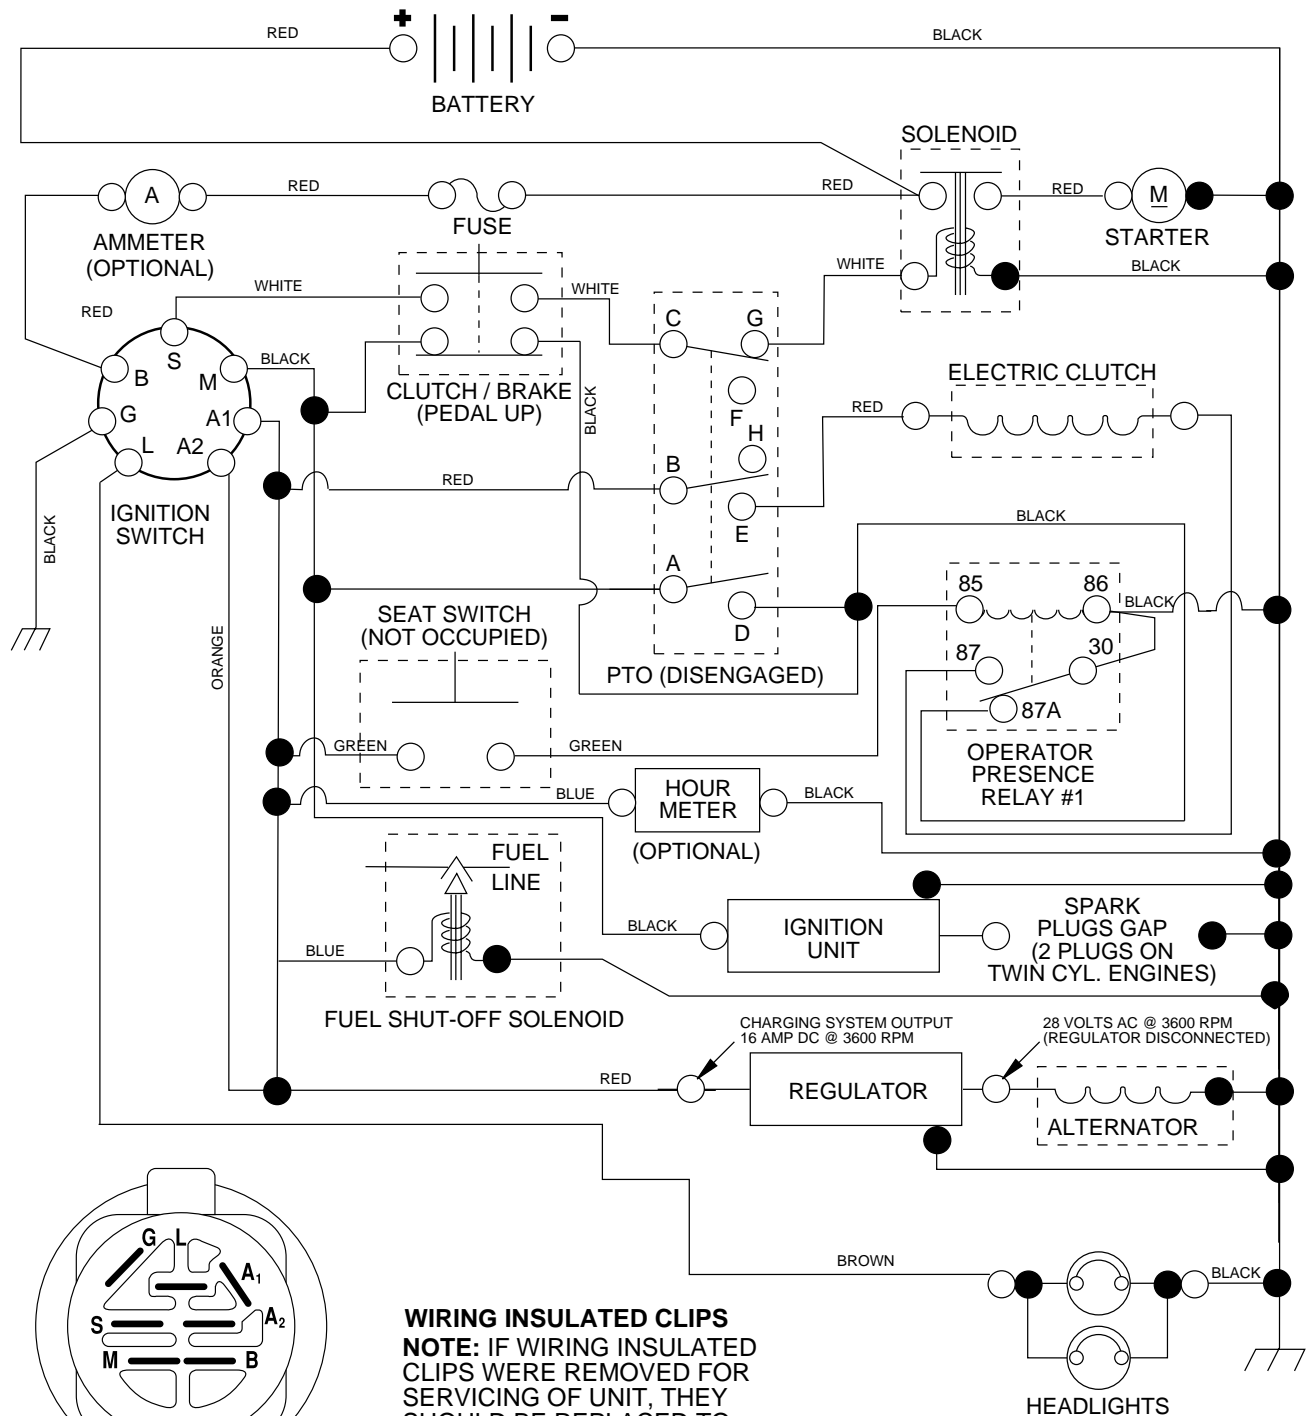 RED
+
-
BLACK
BATTERY
SOLENOID
A
RED
RED
RED
M
AMMETER
(OPTIONAL)
FUSE
STARTER
WHITE
BLACK
WHITE
WHITE
RED
C
G
S
BLACK
B
M
CLUTCH / BRAKE
(PEDAL UP)
BLACK
ELECTRIC CLUTCH
G
A1
F
RED
L
A2
H
B
RED
IGNITION
SWITCH
E
BLACK
BLACK
A
85
86
BLACK
SEAT SWITCH
(NOT OCCUPIED)
D
ORANGE
87
30
PTO (DISENGAGED)
87A
GREEN
GREEN
OPERATOR
PRESENCE
RELAY #1
BLUE
HOUR
METER
BLACK
(OPTIONAL)
FUEL
LINE
SPARK
PLUGS GAP
(2 PLUGS ON
TWIN CYL. ENGINES)
BLACK
IGNITION
UNIT
BLUE
FUEL SHUT-OFF SOLENOID
CHARGING SYSTEM OUTPUT
16 AMP DC @ 3600 RPM
28 VOLTS AC @ 3600 RPM
(REGULATOR DISCONNECTED)
RED
REGULATOR
ALTERNATOR
G
L
A1
BROWN
BLACK
S
A2
M
B
WIRING INSULATED CLIPS
NOTE: IF WIRING INSULATED
CLIPS WERE REMOVED FOR
SERVICING OF UNIT, THEY
SHOULD BE REPLACED TO
HEADLIGHTS